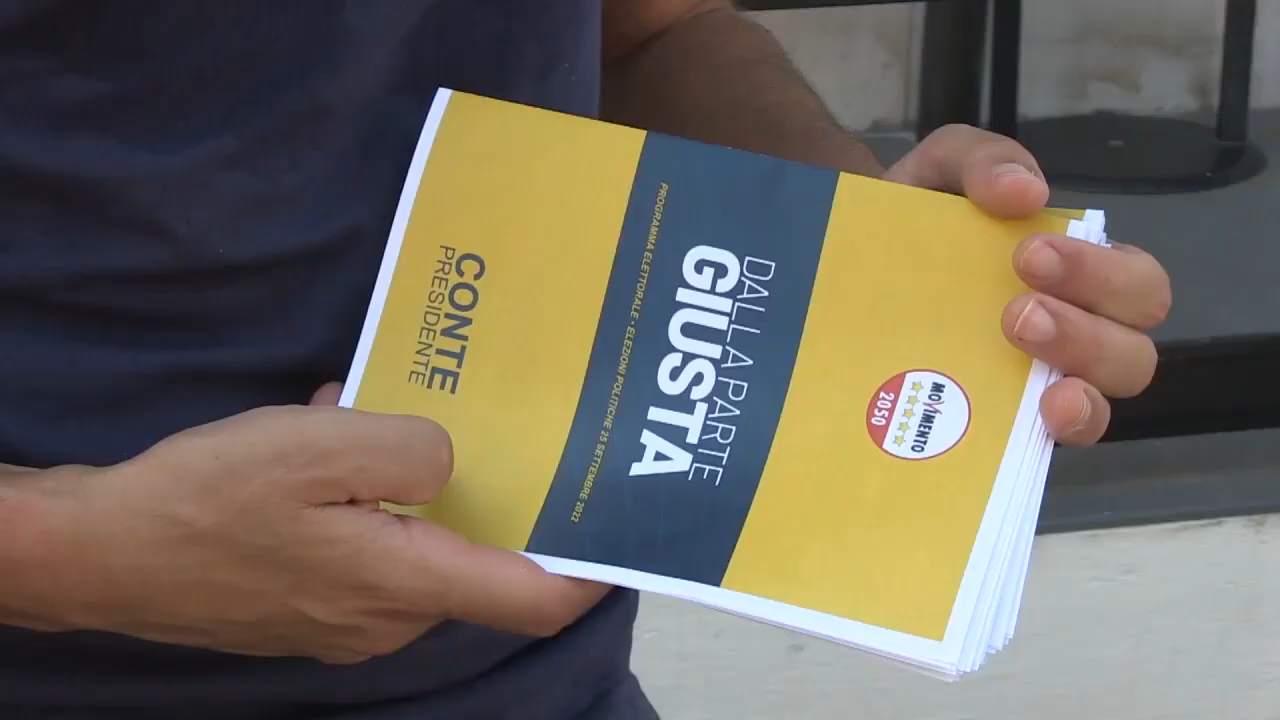 MOVIMENTO
2050
DALLA PARTE
GIUSTA
PROGRAMMA ELETTORALE • ELEZIONI POLITICHE 25 SETTEMBRE 2022
CONTE
PRESIDENTE